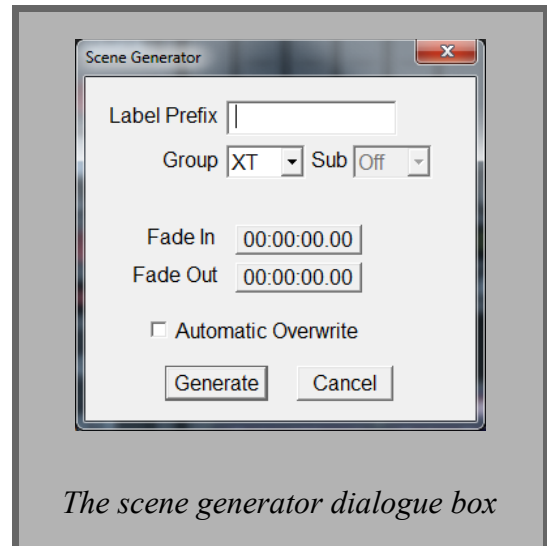 Scene Generator
Label Prefix
Group XT Sub Off
Fade In 00:00:00.00
Fade Out 00:00:00.00
Automatic Overwrite
Generate Cancel
The scene generator dialogue box